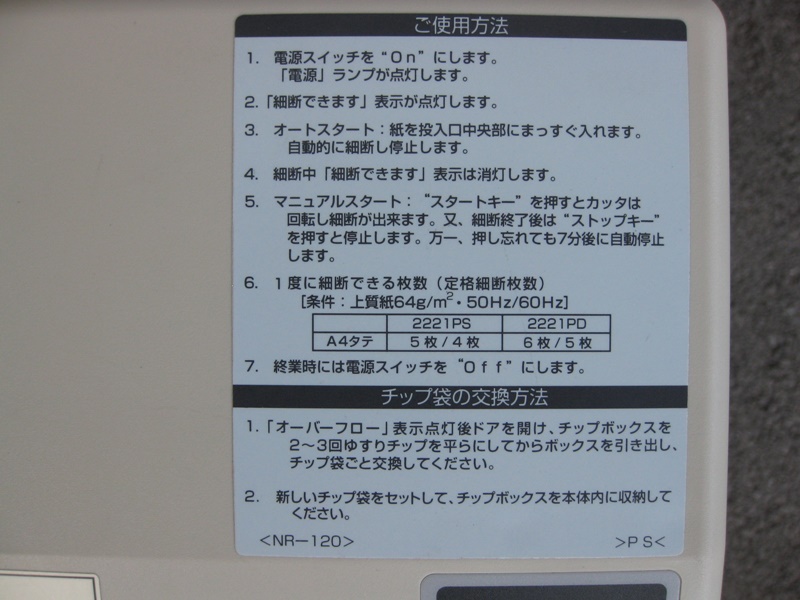 ご使用方法
1. 電源スイッチを“On”にします。
「電源」ランプが点灯します。
2.「細断できます」表示が点灯します。
3. オートスタート：紙を投入口中央部にまっすぐ入れます。
自動的に細断し停止します。
4. 細断中「細断できます」表示は消灯します。
5. マニュアルスタート：“スタートキー”を押すとカッタは
回転し細断が出来ます。又、細断終了後は“ストップキー”
を押すと停止します。万一、押し忘れても7分後に自動停止
します。
6. 1度に細断できる枚数（定格細断枚数）
［条件：上質紙64g/m²・50Hz/60Hz］
2221PS 2221PD
A4タテ 5枚/4枚 6枚/5枚
7. 終業時には電源スイッチを“Off”にします。
チップ袋の交換方法
1.「オーバーフロー」表示点灯後ドアを開け、チップボックスを
2〜3回ゆすりチップを平らにしてからボックスを引き出し、
チップ袋ごと交換してください。
2. 新しいチップ袋をセットして、チップボックスを本体内に収納して
ください。
<NR-120> >PS<